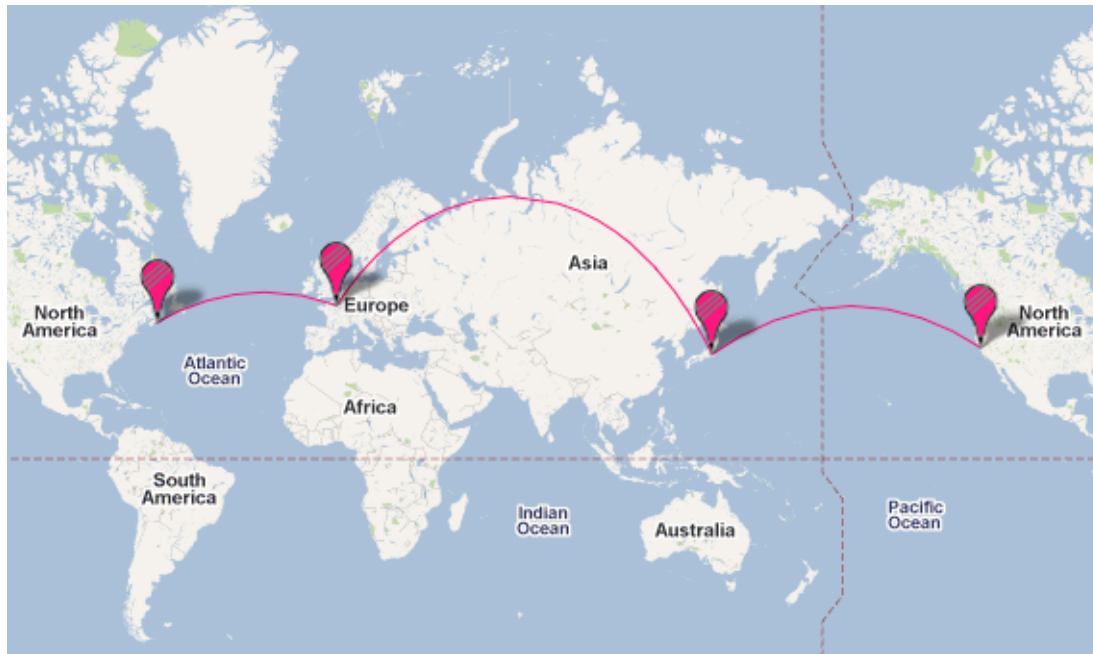 Asia
Europe
North
America
North
America
Atlantic
Ocean
Africa
South
America
Indian
Ocean
Australia
Pacific
Ocean